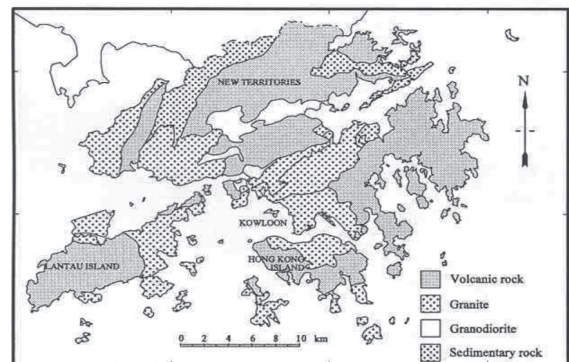 NEW TERRITORIES
N
KOWLOON
HONG KONG
ISLAND
LANTAU ISLAND
Volcanic rock
Granite
Granodiorite
Sedimentary rock
0 2 4 6 8 10 km